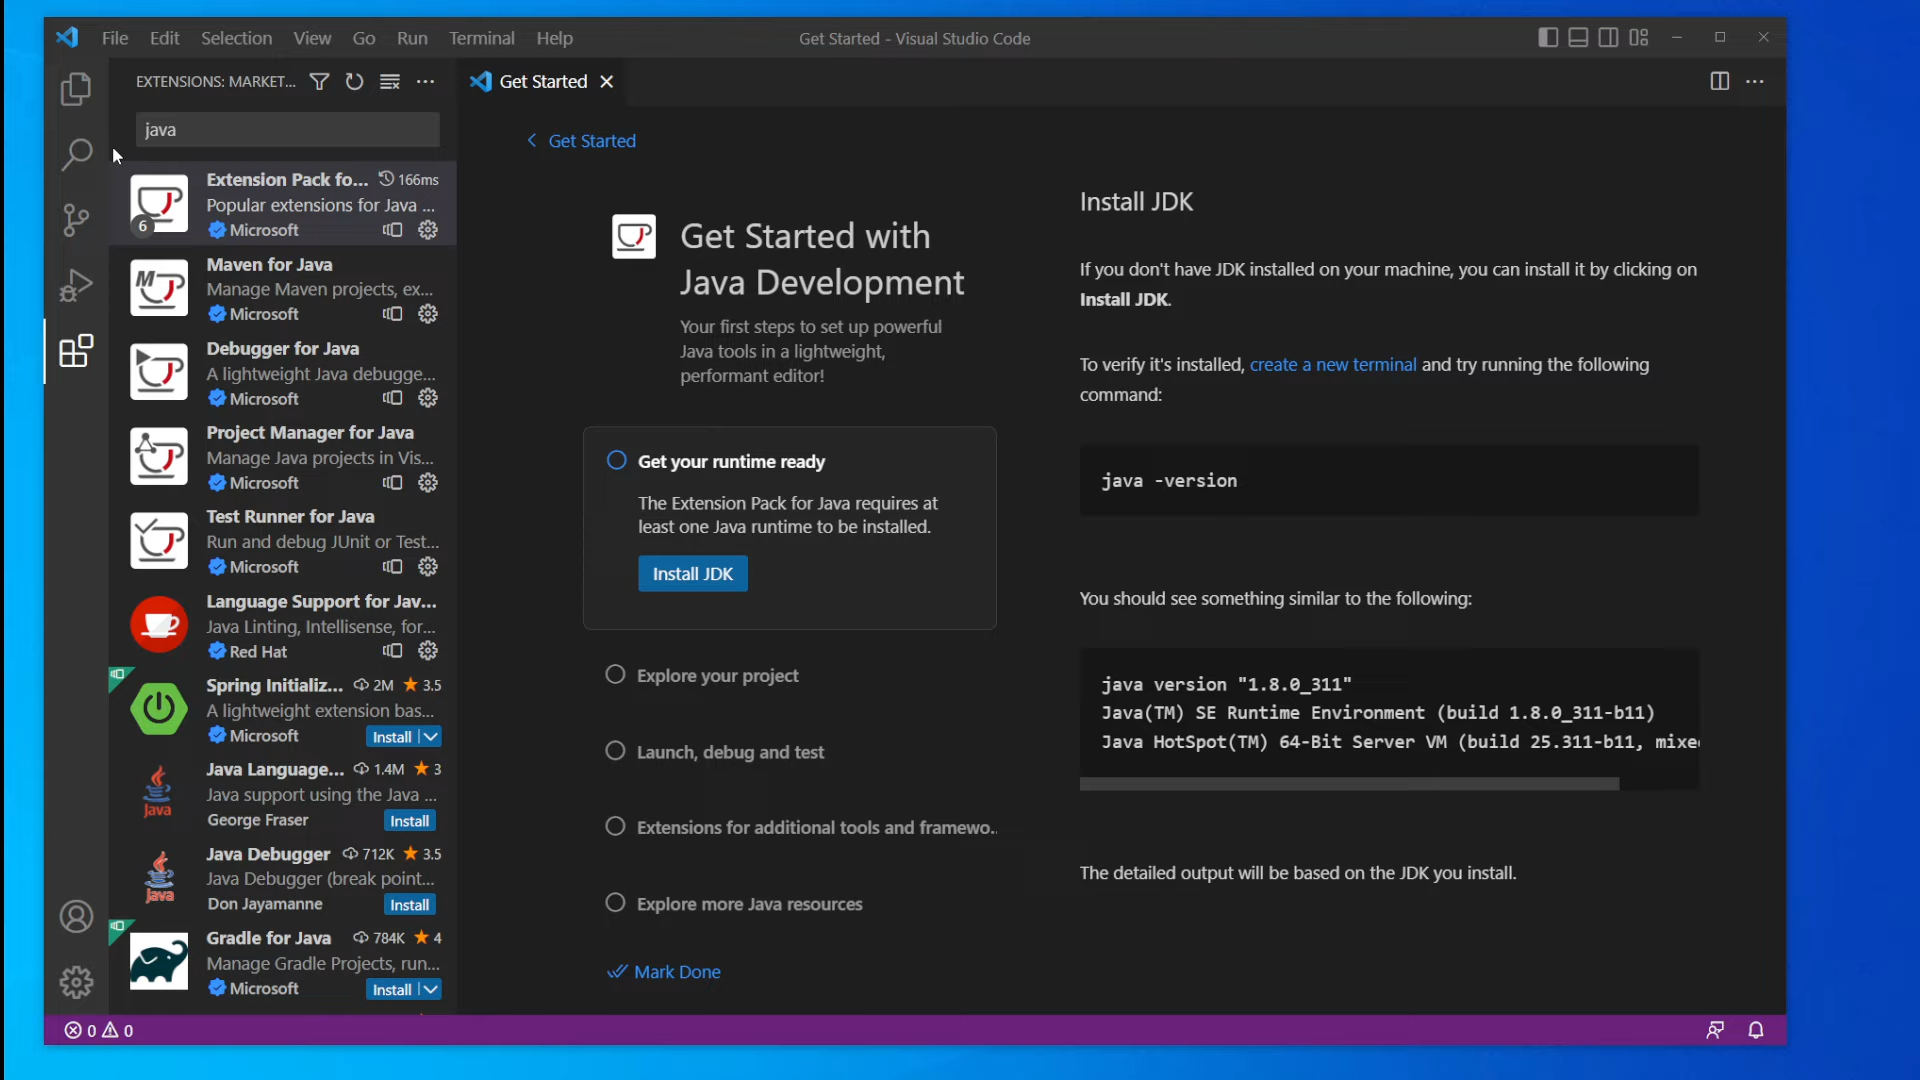 File Edit Selection View Go Run Terminal Help
Get Started - Visual Studio Code
EXTENSIONS: MARKET...
Get Started
java
Extension Pack fo... 166ms
Popular extensions for Java ...
6
Microsoft
Maven for Java
Manage Maven projects, ex...
Microsoft
Debugger for Java
A lightweight Java debugge...
Microsoft
Project Manager for Java
Manage Java projects in Vis...
Microsoft
Test Runner for Java
Run and debug JUnit or Test...
Microsoft
Language Support for Jav...
Java Linting, Intellisense, for...
Red Hat
Spring Initializ... 2M 3.5
A lightweight extension bas...
Microsoft Install
Java Language... 1.4M 3
Java support using the Java ...
Java
George Fraser Install
Java Debugger 712K 3.5
Java Debugger (break point...
Java
Don Jayamanne Install
Gradle for Java 784K 4
Manage Gradle Projects, run...
Microsoft Install
Get Started
Get Started with
Java Development
Your first steps to set up powerful
Java tools in a lightweight,
performant editor!
Get your runtime ready
The Extension Pack for Java requires at
least one Java runtime to be installed.
Install JDK
Explore your project
Launch, debug and test
Extensions for additional tools and framewo..
Explore more Java resources
Mark Done
Install JDK
If you don't have JDK installed on your machine, you can install it by clicking on
Install JDK.
To verify it's installed, create a new terminal and try running the following
command:
java -version
You should see something similar to the following:
java version "1.8.0_311"
Java(TM) SE Runtime Environment (build 1.8.0_311-b11)
Java HotSpot(TM) 64-Bit Server VM (build 25.311-b11, mixe
The detailed output will be based on the JDK you install.
0 0